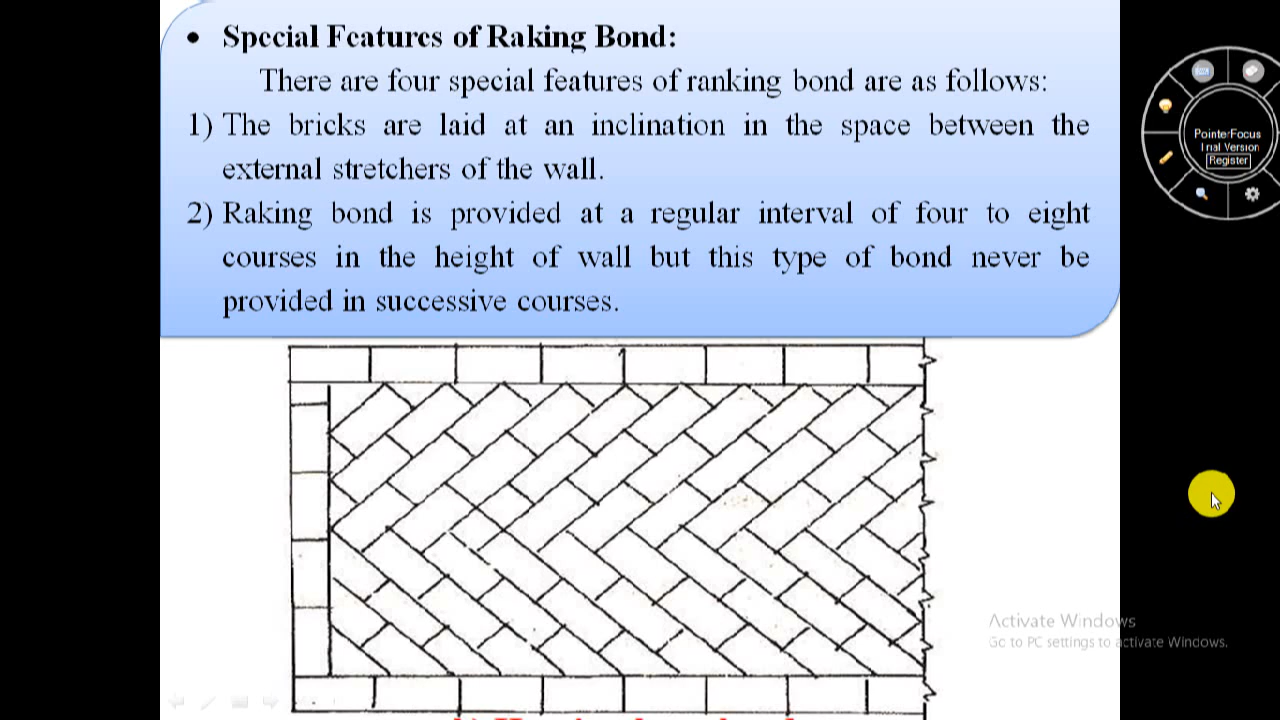 • Special Features of Raking Bond:
There are four special features of ranking bond are as follows:
1) The bricks are laid at an inclination in the space between the
external stretchers of the wall.
2) Raking bond is provided at a regular interval of four to eight
courses in the height of wall but this type of bond never be
provided in successive courses.
PointerFocus
Trial Version
Register
Activate Windows
Go to PC settings to activate Windows.